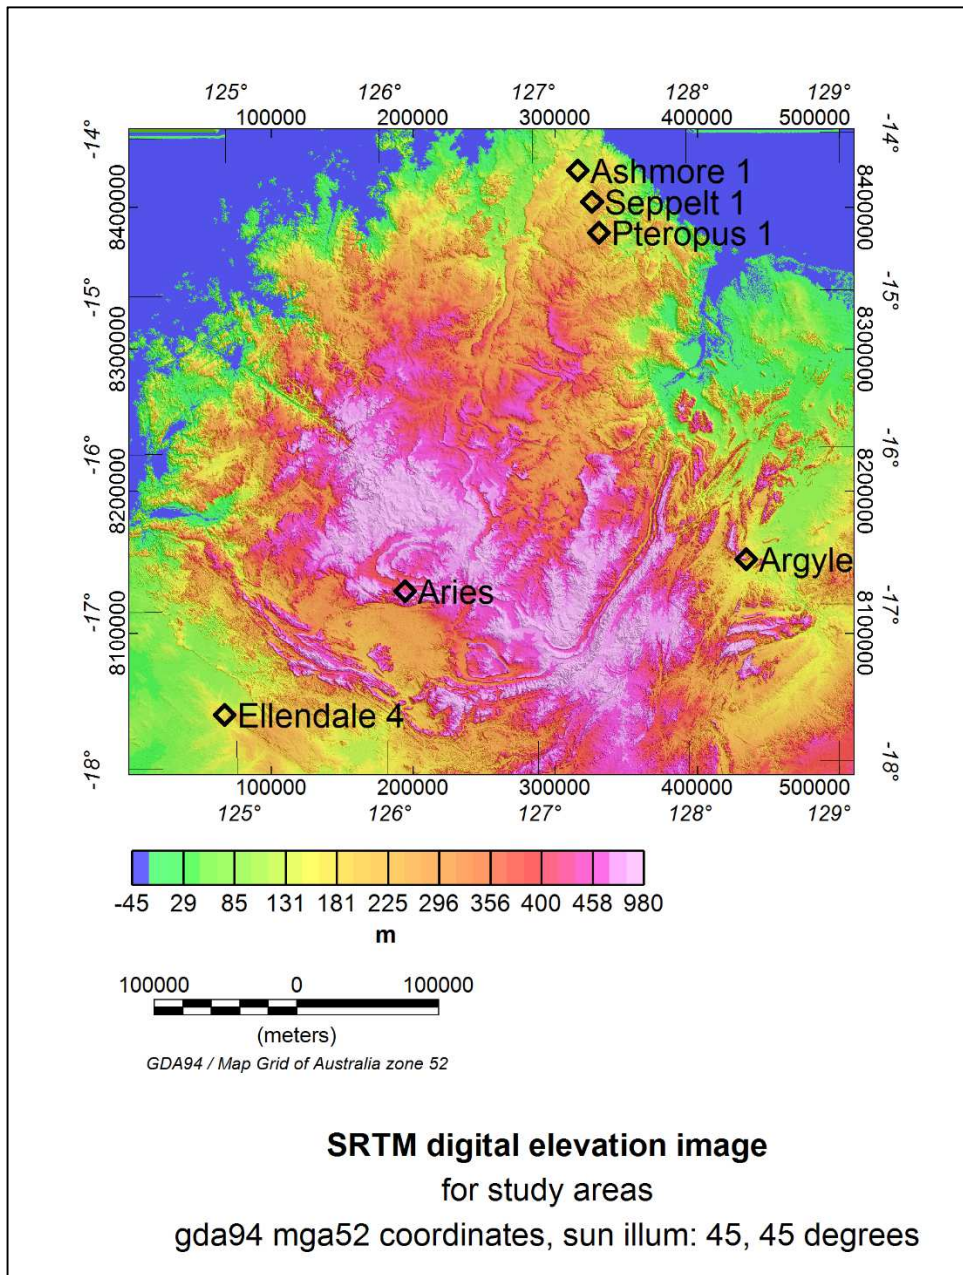 125° 126° 127° 128° 129°
100000 200000 300000 400000 500000
-14° -14°
Ashmore 1
8400000 Seppelt 1 8400000
Pteropus 1
-15° -15°
8300000 8300000
-16° -16°
8200000 8200000
Argyle
Aries
-17° -17°
8100000 8100000
Ellendale 4
-18° -18°
100000 200000 300000 400000 500000
125° 126° 127° 128° 129°
-45 29 85 131 181 225 296 356 400 458 980
m
100000 0 100000
(meters)
GDA94 / Map Grid of Australia zone 52
SRTM digital elevation image
for study areas
gda94 mga52 coordinates, sun illum: 45, 45 degrees